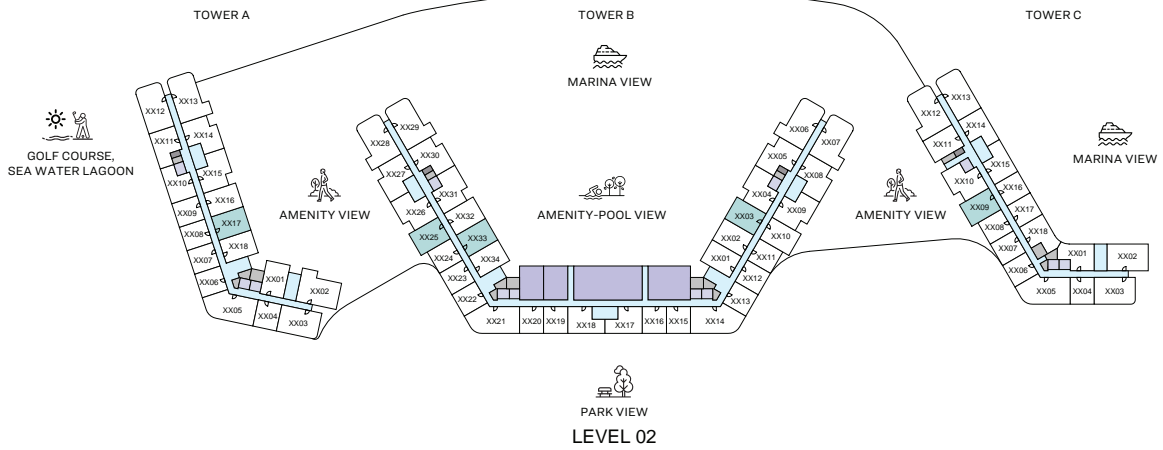 TOWER A
TOWER B
TOWER C
MARINA VIEW
GOLF COURSE,
SEA WATER LAGOON
AMENITY VIEW
AMENITY-POOL VIEW
AMENITY VIEW
MARINA VIEW
XX13
XX12
XX14
XX11
XX15
XX10
XX16
XX09
XX17
XX08
XX18
XX07
XX06
XX01
XX02
XX05
XX04
XX03
XX29
XX28
XX30
XX27
XX31
XX26
XX32
XX25
XX33
XX24
XX34
XX23
XX22
XX21
XX20
XX19
XX18
XX17
XX16
XX15
XX14
XX13
XX12
XX11
XX01
XX10
XX02
XX09
XX03
XX08
XX04
XX05
XX07
XX06
XX13
XX12
XX14
XX11
XX15
XX10
XX16
XX09
XX17
XX08
XX18
XX07
XX06
XX01
XX02
XX05
XX04
XX03
PARK VIEW
LEVEL 02